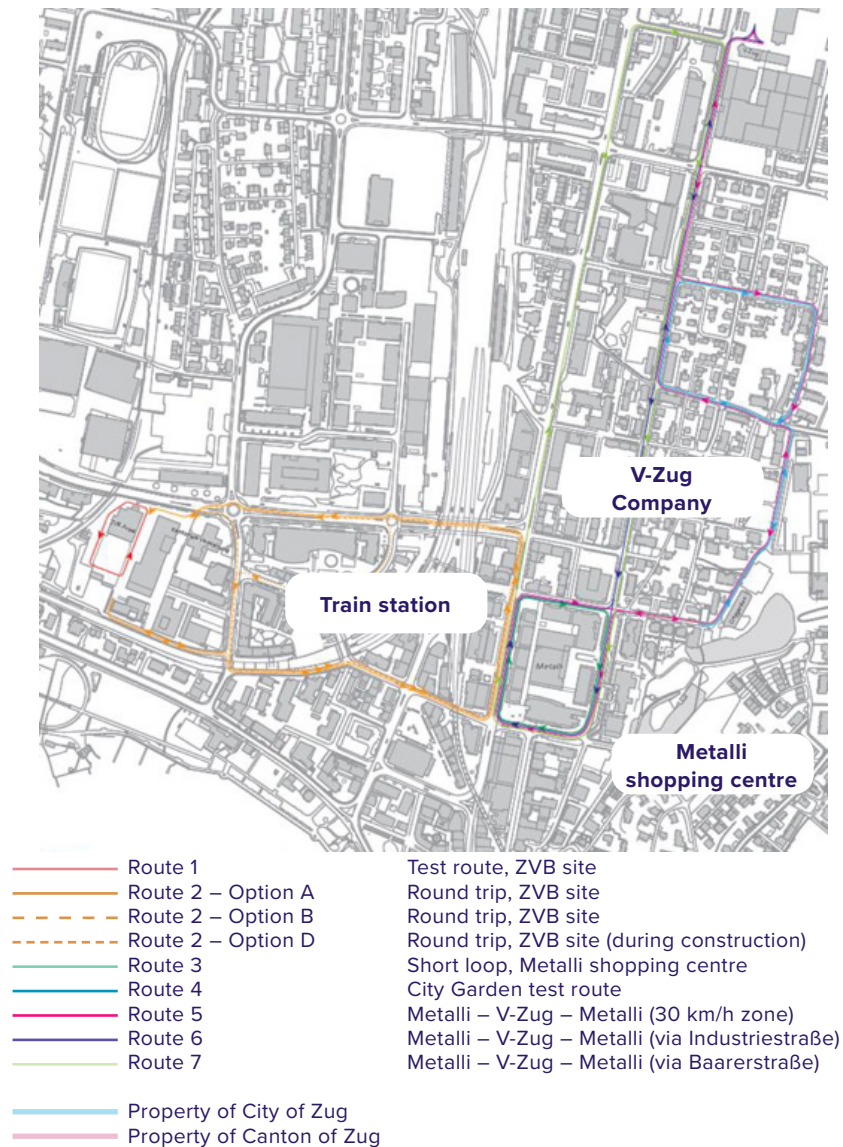 V-Zug
Company
Train station
Metalli
Metalli
shopping centre
Route 1 Test route, ZVB site
Route 2 – Option A Round trip, ZVB site
Route 2 – Option B Round trip, ZVB site
Route 2 – Option D Round trip, ZVB site (during construction)
Route 3 Short loop, Metalli shopping centre
Route 4 City Garden test route
Route 5 Metalli – V-Zug – Metalli (30 km/h zone)
Route 6 Metalli – V-Zug – Metalli (via Industriestraße)
Route 7 Metalli – V-Zug – Metalli (via Baarerstraße)
Property of City of Zug
Property of Canton of Zug